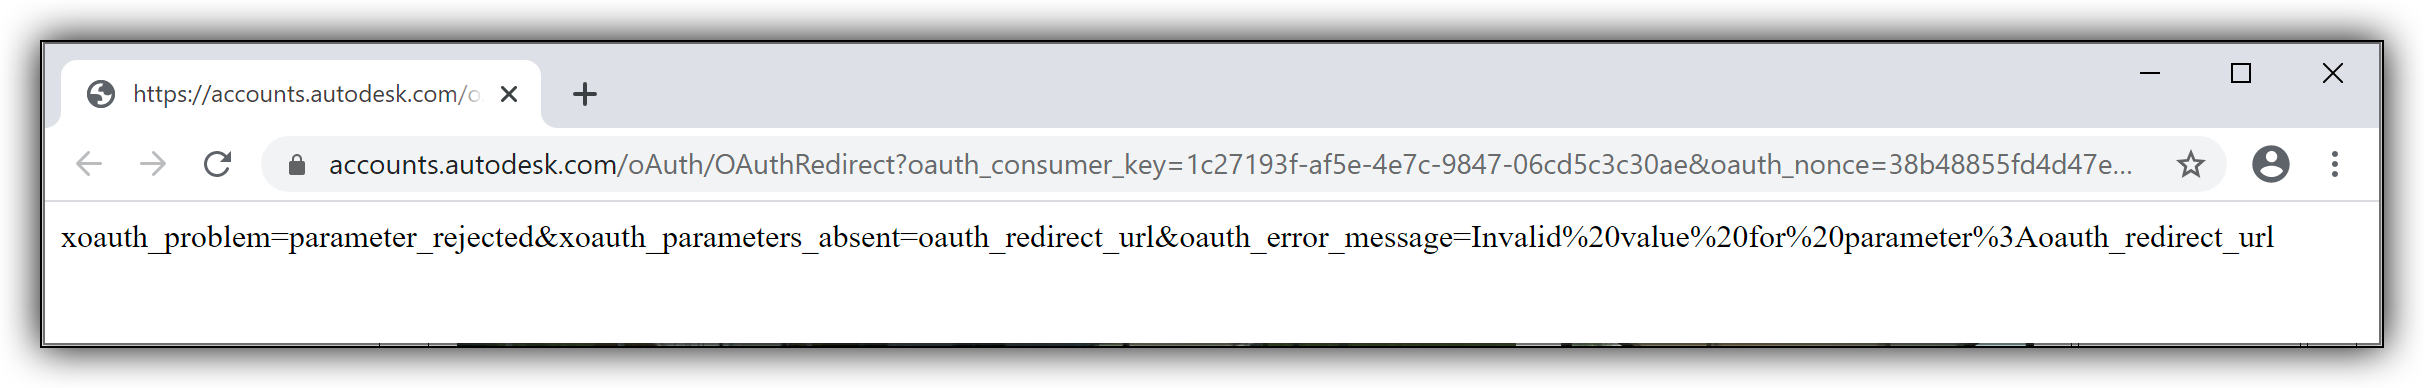 https://accounts.autodesk.com/o
accounts.autodesk.com/oAuth/OAuthRedirect?oauth_consumer_key=1c27193f-af5e-4e7c-9847-06cd5c3c30ae&oauth_nonce=38b48855fd4d47e...
xoauth_problem=parameter_rejected&xoauth_parameters_absent=oauth_redirect_url&oauth_error_message=Invalid%20value%20for%20parameter%3Aoauth_redirect_url